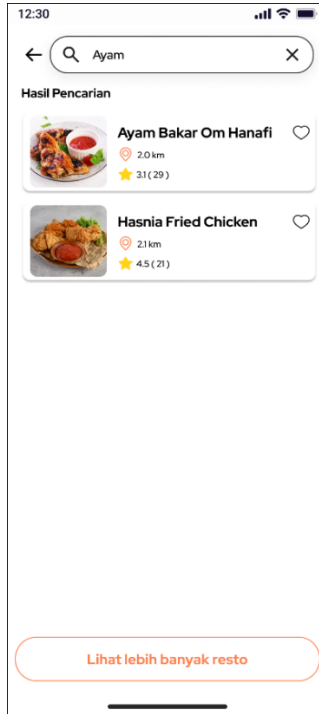 12:30
Ayam
Hasil Pencarian
Ayam Bakar Om Hanafi
2.0 km
3.1 ( 29 )
Hasnia Fried Chicken
2.1 km
4.5 ( 21 )
Lihat lebih banyak resto